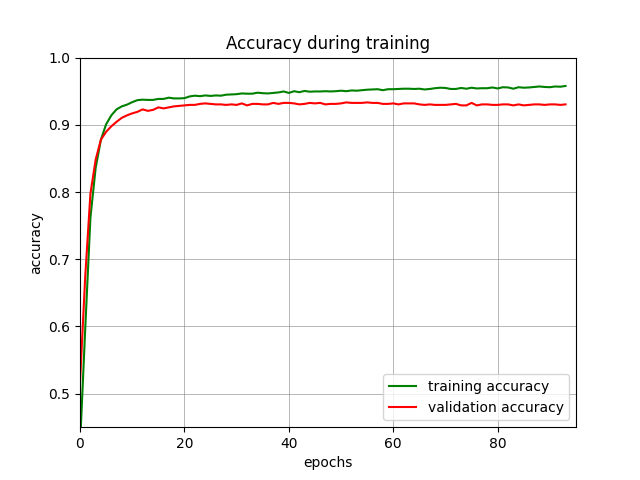 Accuracy during training
1.0
0.9
0.8
0.7
0.6
0.5
accuracy
0 20 40 60 80
epochs
training accuracy
validation accuracy